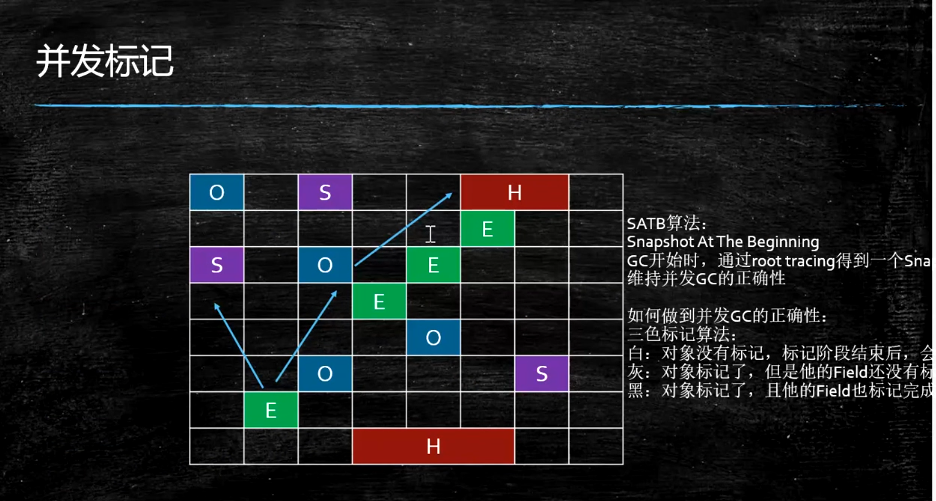 并发标记
O S H
E
S O E
E
O
O S
E
H
SATB算法：
Snapshot At The Beginning
GC开始时，通过root tracing得到一个Sna
维持并发GC的正确性
如何做到并发GC的正确性：
三色标记算法：
白：对象没有标记，标记阶段结束后，会
灰：对象标记了，但是他的Field还没有标
黑：对象标记了，且他的Field也标记完成